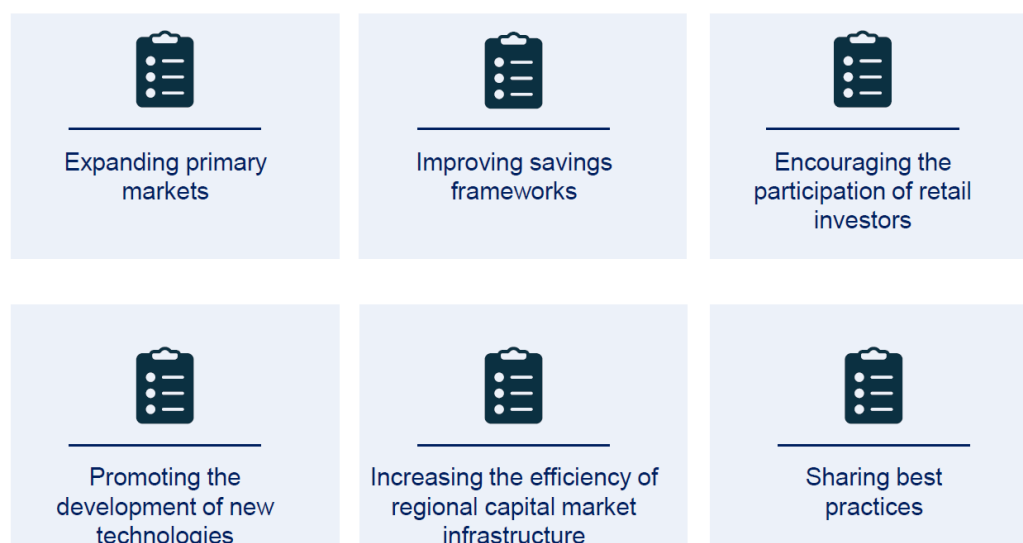 Expanding primary
markets
Improving savings
frameworks
Encouraging the
participation of retail
investors
Promoting the
development of new
technologies
Increasing the efficiency of
regional capital market
infrastructure
Sharing best
practices